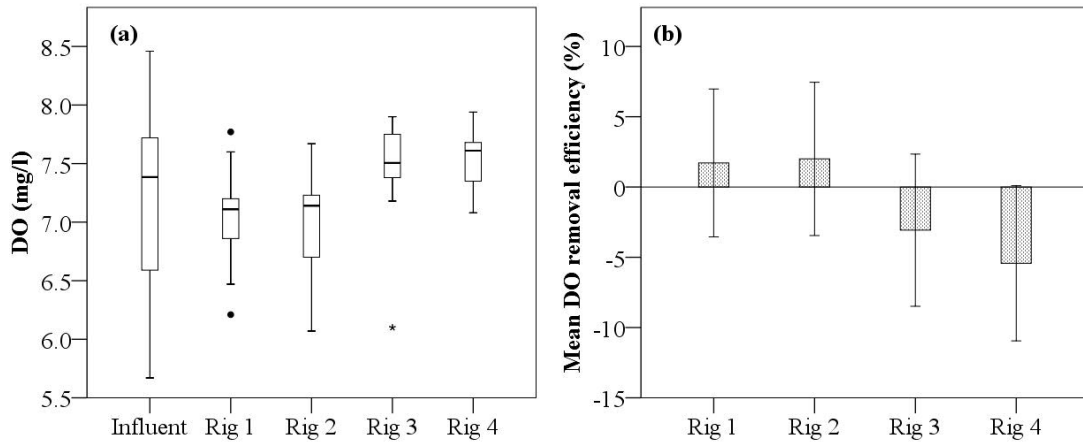 (a)
DO (mg/l)
8.5
8.0
7.5
7.0
6.5
6.0
5.5
*
Influent Rig 1 Rig 2 Rig 3 Rig 4
(b)
Mean DO removal efficiency (%)
10
5
0
-5
-10
-15
Rig 1 Rig 2 Rig 3 Rig 4